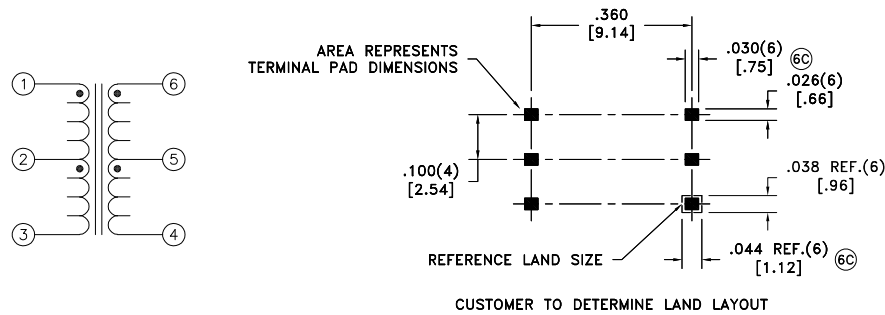 1
2
3
6
5
4
.360
[9.14]
AREA REPRESENTS
TERMINAL PAD DIMENSIONS
.030(6)
[.75]
6C
.026(6)
[.66]
.100(4)
[2.54]
.038 REF.(6)
[.96]
REFERENCE LAND SIZE
.044 REF.(6)
[1.12]
6C
CUSTOMER TO DETERMINE LAND LAYOUT